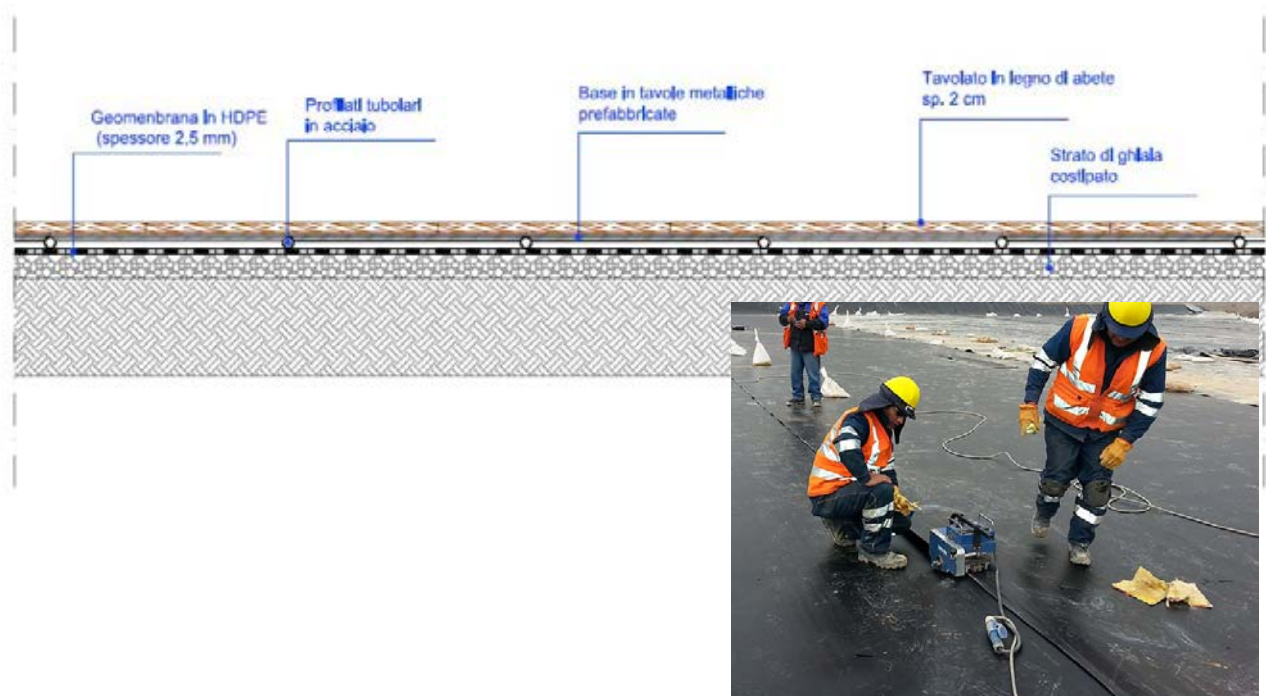 Geomenbrana in HDPE
(spessore 2,5 mm)
Profilati tubolari
in acciaio
Base in tavole metalliche
prefabbricate
Tavolato in legno di abete
sp. 2 cm
Strato di ghiaia
costipato